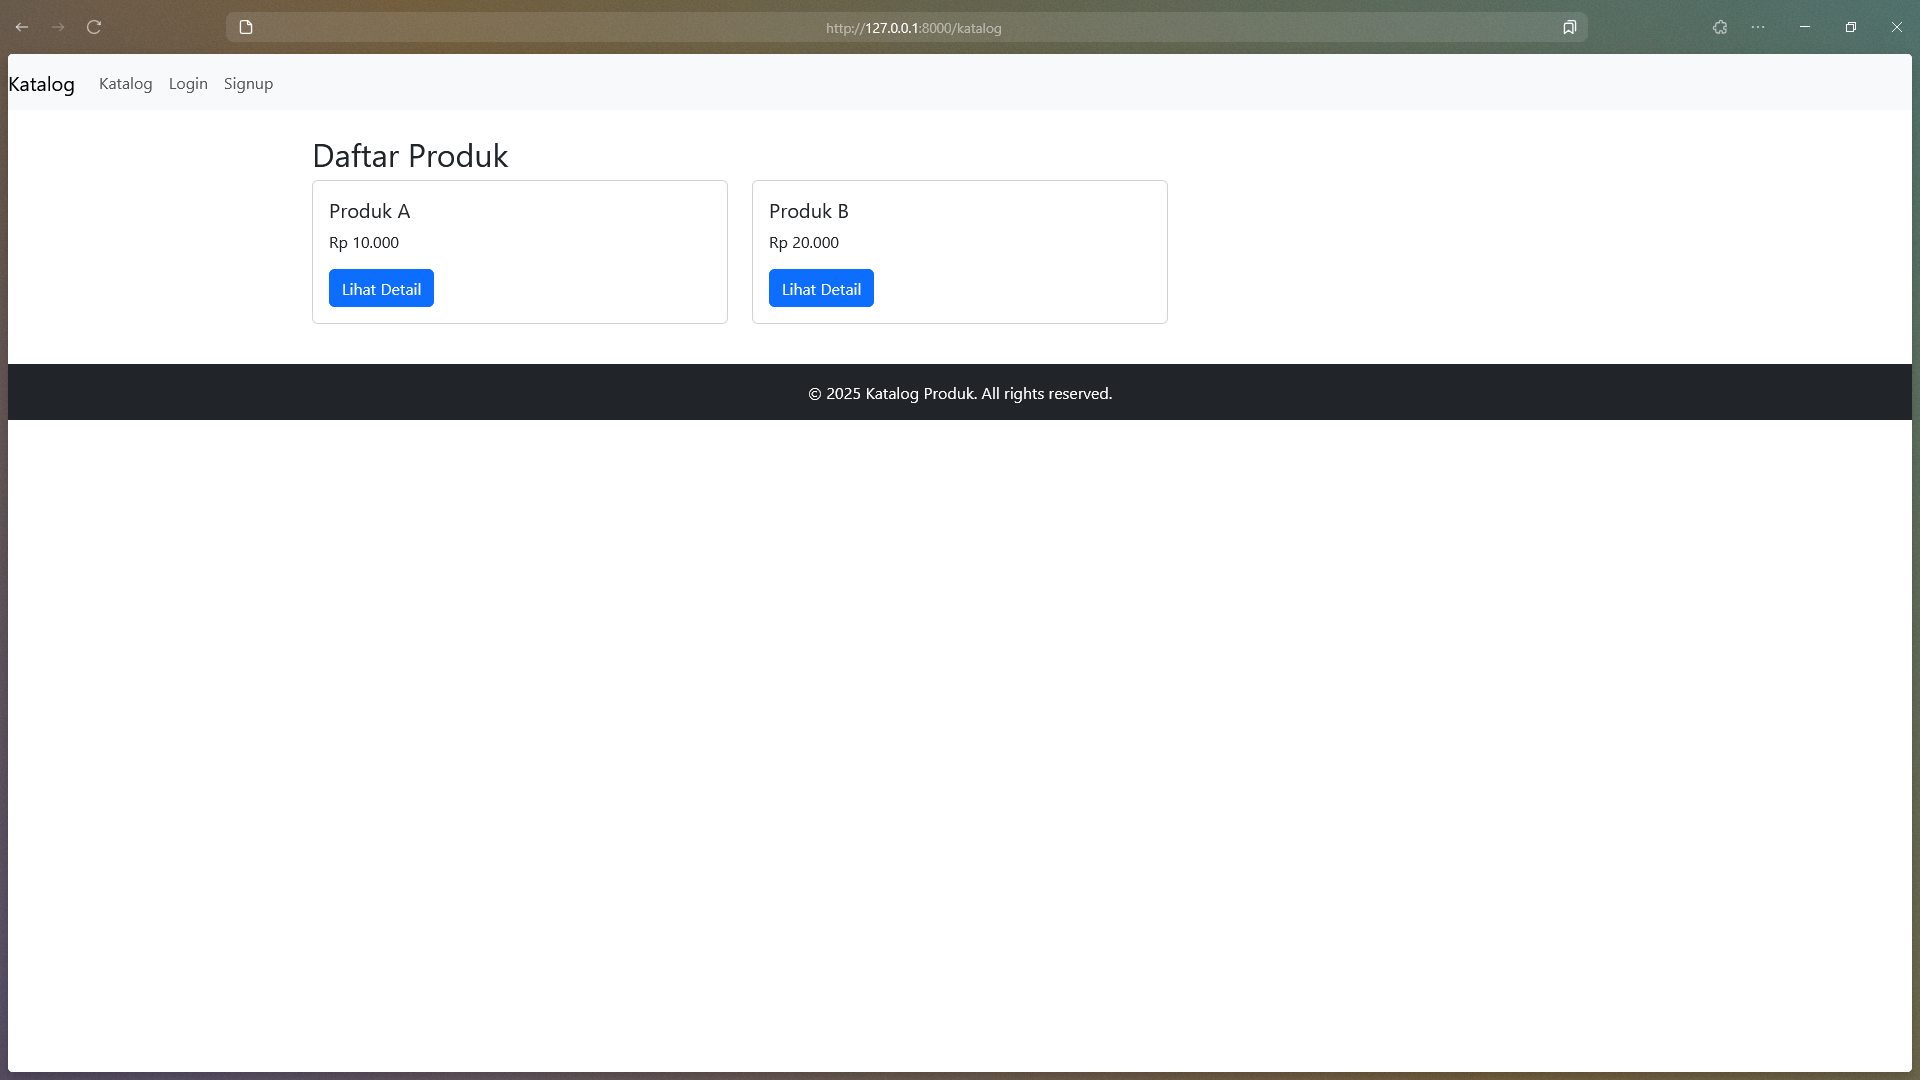 http://127.0.0.1:8000/katalog
Katalog Katalog Login Signup
Daftar Produk
Produk A
Rp 10.000
Lihat Detail
Produk B
Rp 20.000
Lihat Detail
© 2025 Katalog Produk. All rights reserved.